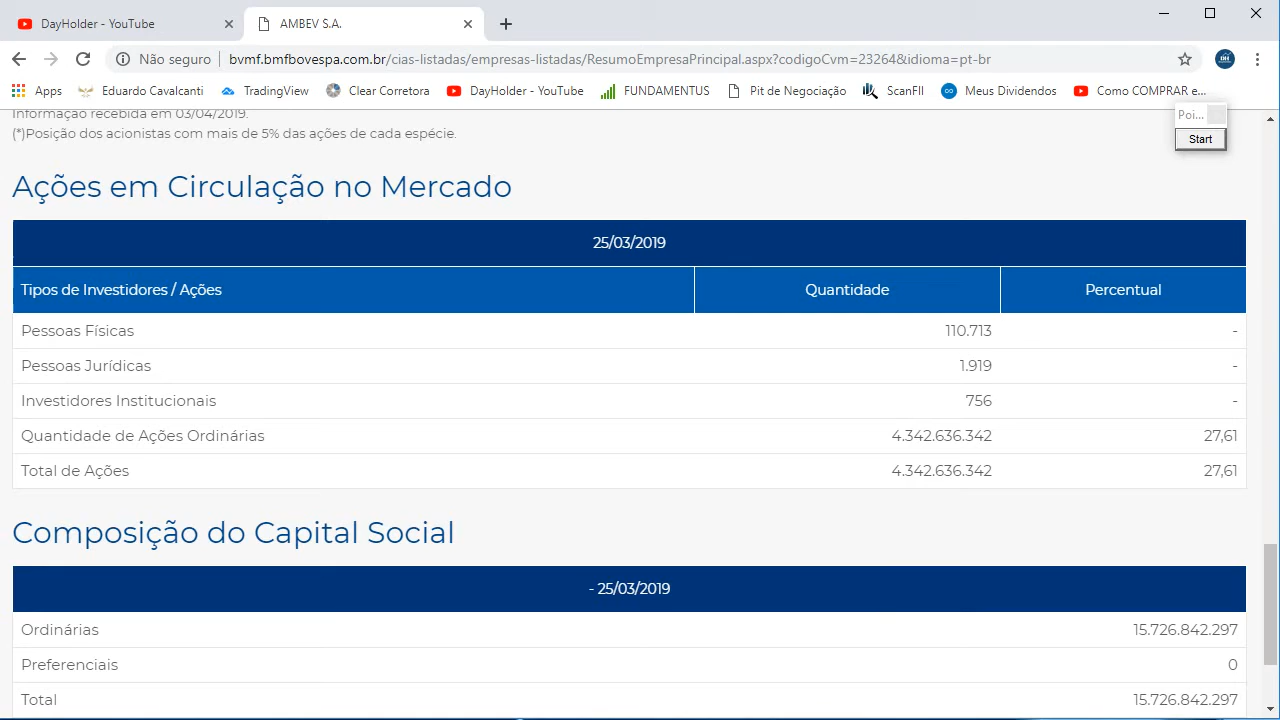 DayHolder - YouTube
AMBEV S.A.
Não seguro
bvmf.bmfbovespa.com.br/cias-listadas/empresas-listadas/ResumoEmpresaPrincipal.aspx?codigoCvm=23264&idioma=pt-br
Apps Eduardo Cavalcânti TradingView Clear Corretora DayHolder - YouTube FUNDAMENTUS Pit de Negociação ScanFII Meus Dividendos Como COMPRAR e...
Poi...
Start
Informação recebida em 03/04/2019.
(*)Posição dos acionistas com mais de 5% das ações de cada espécie.
Ações em Circulação no Mercado
25/03/2019
Tipos de Investidores / Ações Quantidade Percentual
Pessoas Físicas 110.713 -
Pessoas Jurídicas 1.919 -
Investidores Institucionais 756 -
Quantidade de Ações Ordinárias 4.342.636.342 27,61
Total de Ações 4.342.636.342 27,61
Composição do Capital Social
- 25/03/2019
Ordinárias 15.726.842.297
Preferenciais 0
Total 15.726.842.297